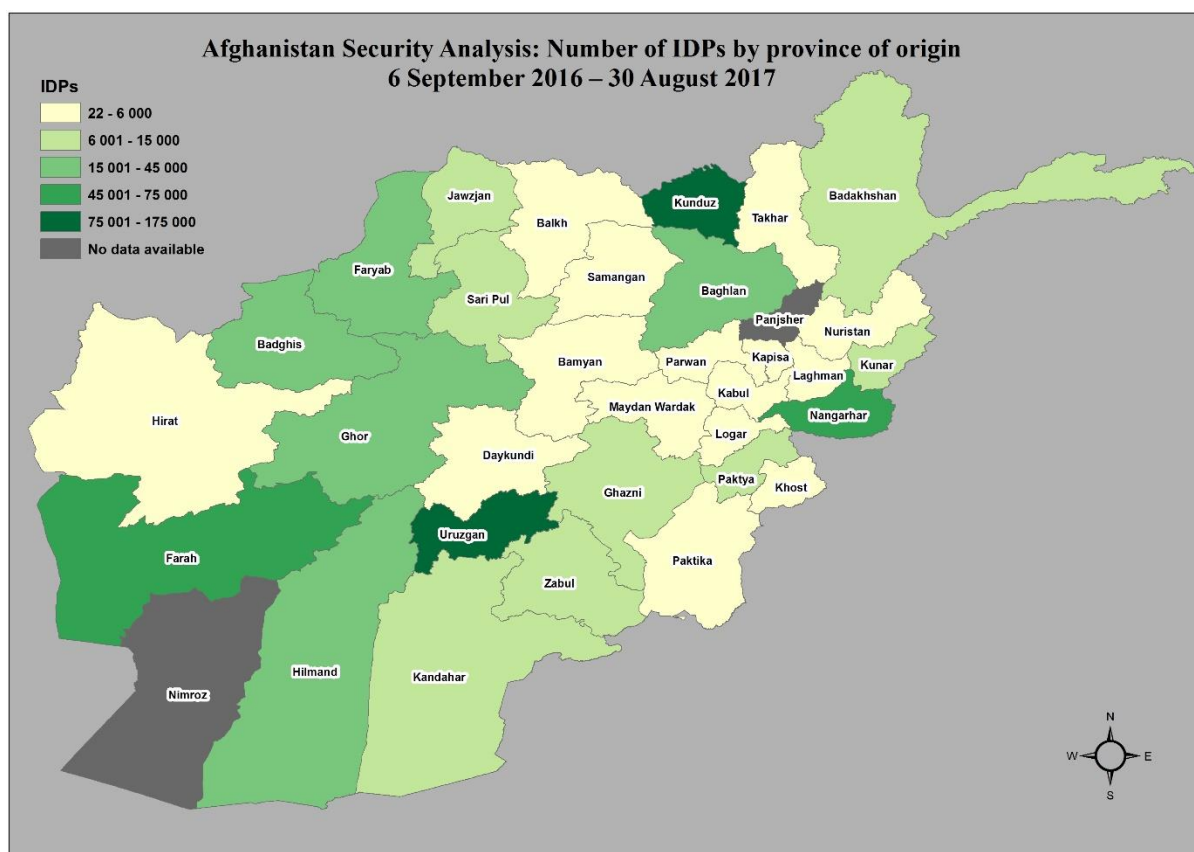 Afghanistan Security Analysis: Number of IDPs by province of origin
6 September 2016 – 30 August 2017
IDPs
22 - 6 000
6 001 - 15 000
15 001 - 45 000
45 001 - 75 000
75 001 - 175 000
No data available
Jawzjan
Balkh
Kunduz
Takhar
Badakhshan
Faryab
Samangan
Sari Pul
Baghlan
Panjsher
Nuristan
Badghis
Bamyan
Parwan
Kapisa
Kunar
Laghman
Kabul
Maydan Wardak
Nangarhar
Hirat
Ghor
Logar
Daykundi
Paktya
Khost
Ghazni
Uruzgan
Farah
Paktika
Zabul
Hilmand
Kandahar
Nimroz
N
W
E
S